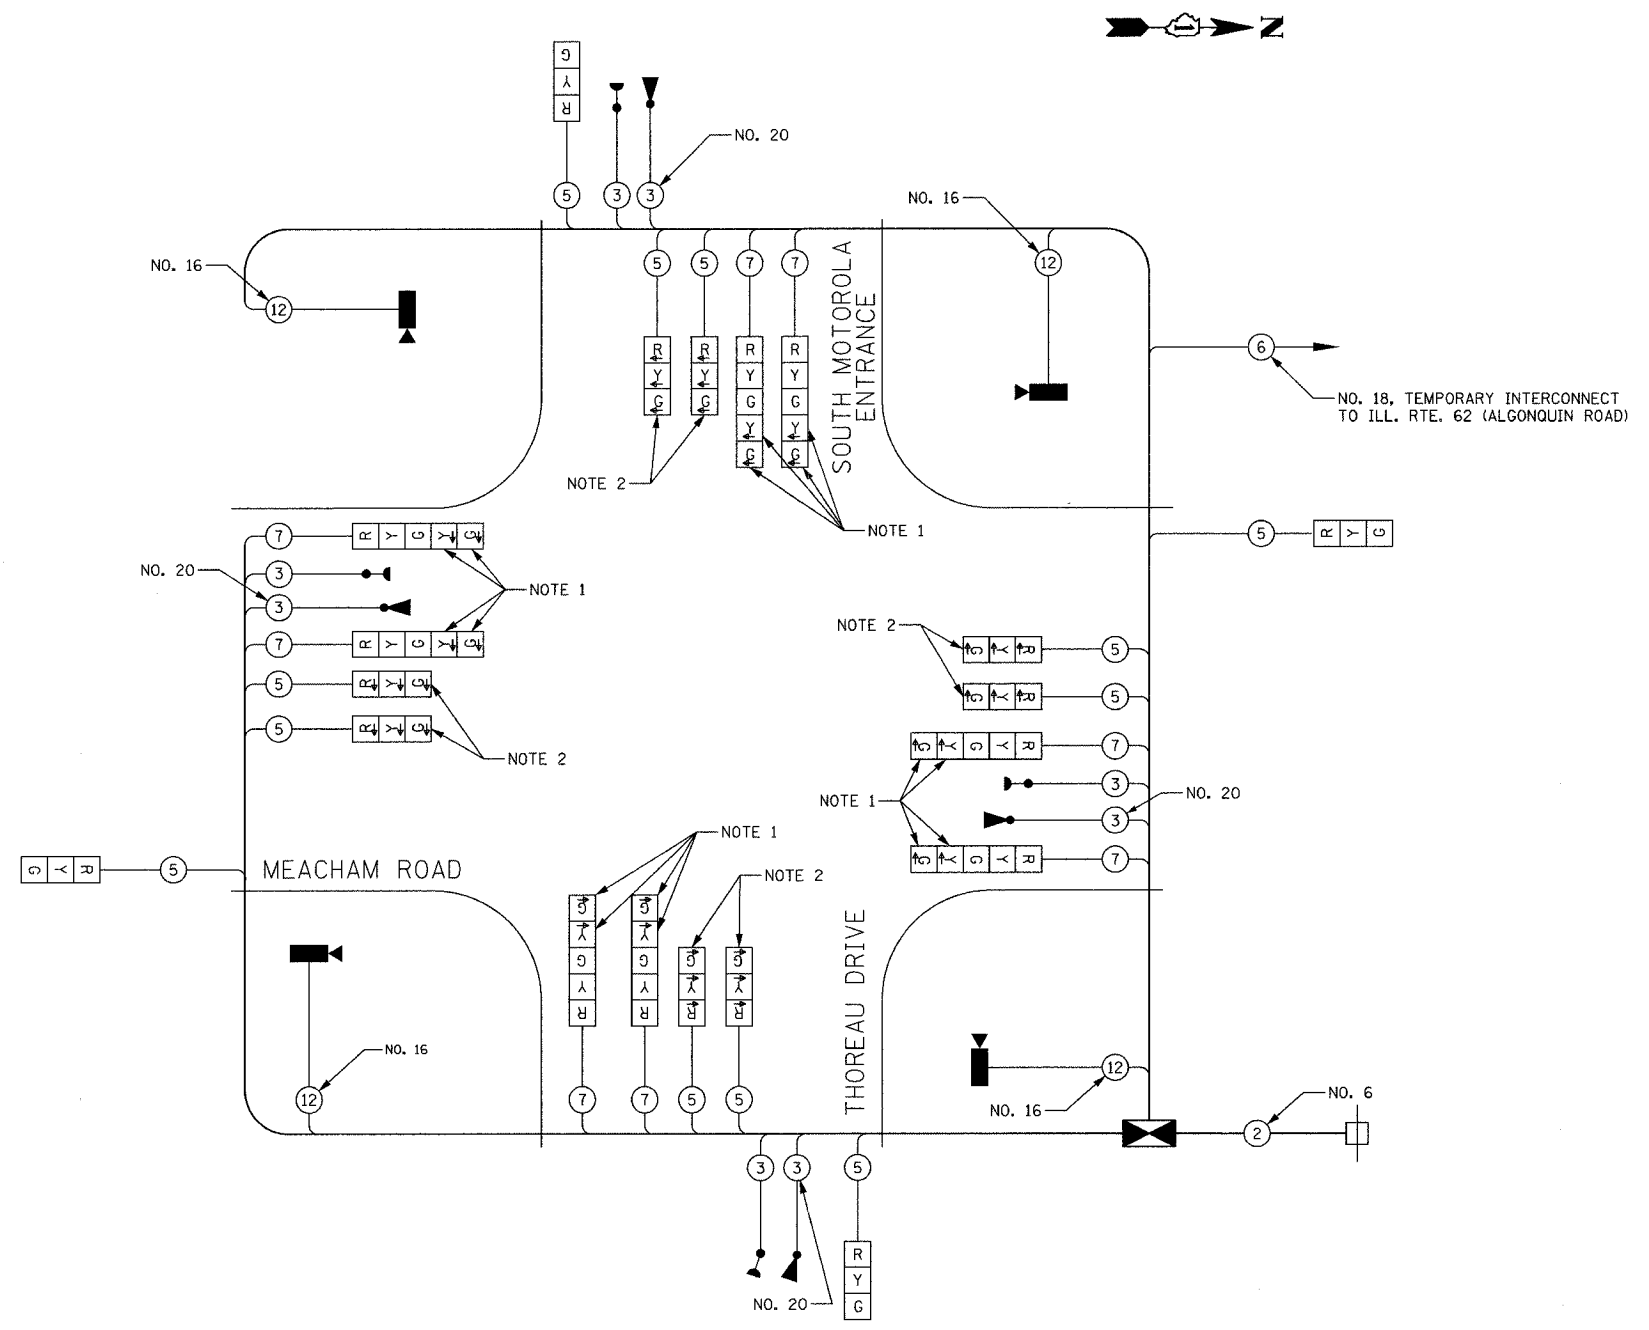 N
G
Y
R
NO. 20
5
3
3
NO. 16
NO. 16
12
12
5
5
7
7
SOUTH MOTOROLA
ENTRANCE
R
Y
G
R
Y
G
R
Y
G
Y
G
R
Y
G
Y
G
NOTE 2
NOTE 1
6
NO. 18, TEMPORARY INTERCONNECT
TO ILL. RTE. 62 (ALGONQUIN ROAD)
7
R Y G Y G
5
R Y G
3
NO. 20
3
NOTE 1
7
R Y G Y G
5
R Y G
5
R Y G
NOTE 2
NOTE 2
G Y R
5
G Y R
5
G Y G Y R
7
3
NOTE 1
3
NO. 20
G Y G Y R
7
G Y R
5
MEACHAM ROAD
NOTE 1
NOTE 2
G
Y
G
Y
R
G
Y
G
Y
R
G
Y
R
G
Y
R
THOREAU DRIVE
NO. 16
12
7
7
5
5
12
NO. 16
NO. 6
2
3
3
5
R
Y
G
NO. 20